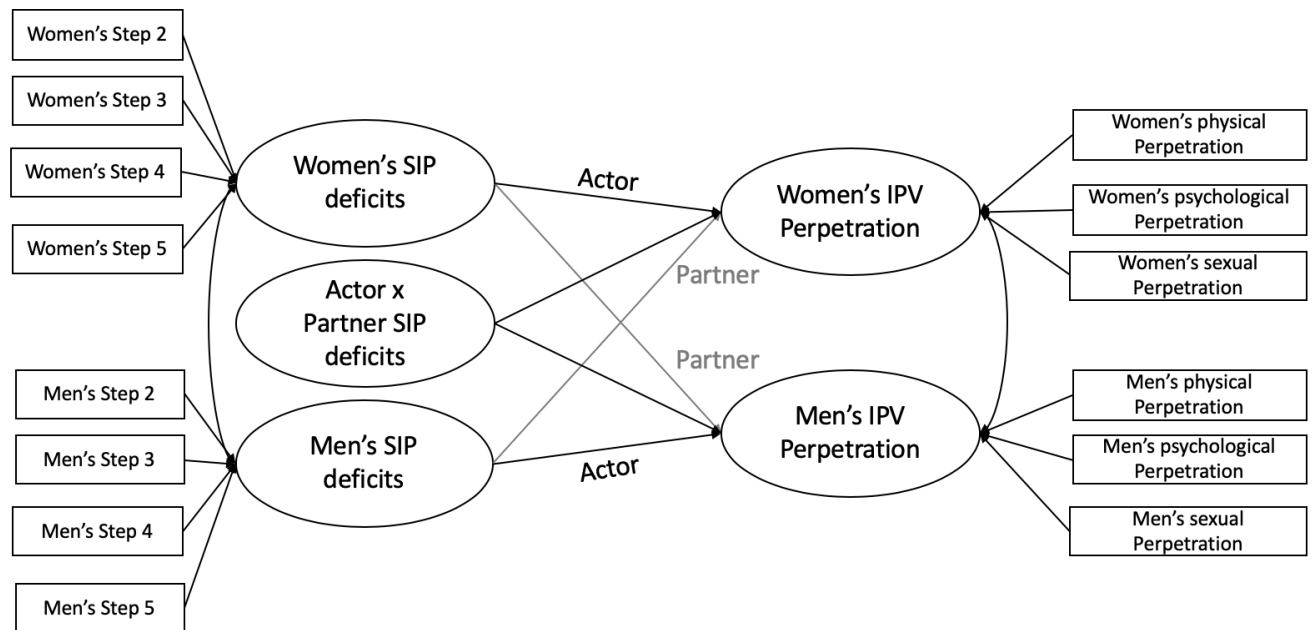 Women's Step 2
Women's Step 3
Women's Step 4
Women's Step 5
Men's Step 2
Men's Step 3
Men's Step 4
Men's Step 5
Women's SIP
deficits
Actor x
Partner SIP
deficits
Men's SIP
deficits
Actor
Partner
Partner
Actor
Women's IPV
Perpetration
Men's IPV
Perpetration
Women's physical
Perpetration
Women's psychological
Perpetration
Women's sexual
Perpetration
Men's physical
Perpetration
Men's psychological
Perpetration
Men's sexual
Perpetration